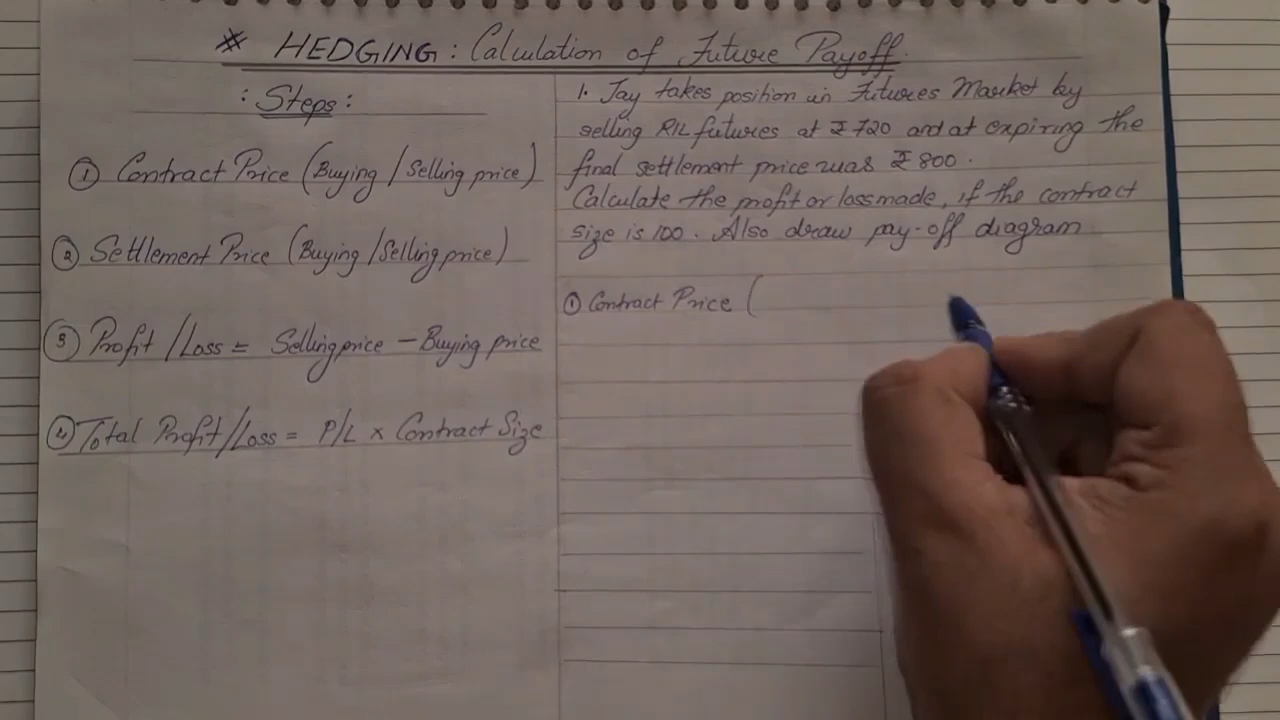 * HEDGING: Calculation of Future Payoff.
: Steps :
① Contract Price (Buying / Selling price)
② Settlement Price (Buying /Selling price)
③ Profit / Loss = Selling price – Buying price
④ Total Profit/Loss = P/L x Contract Size
1. Jay takes position in Futures Market by
selling RIL futures at ₹ 720 and at expiring the
final settlement price was ₹ 800.
Calculate the profit or loss made, if the contract
size is 100. Also draw pay-off diagram
① Contract Price (